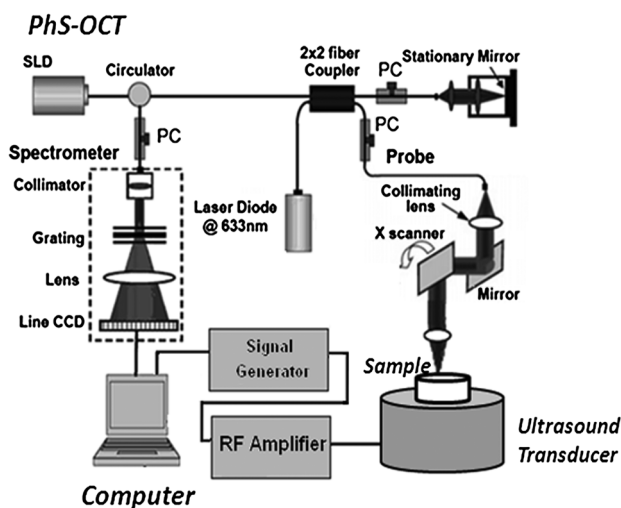 PhS-OCT
SLD
Circulator
2x2 fiber
Coupler
PC
Stationary Mirror
PC
PC
Spectrometer
Probe
Collimator
Laser Diode
@ 633nm
Collimating
lens
Grating
X scanner
Lens
Mirror
Line CCD
Signal
Generator
Sample
RF Amplifier
Ultrasound
Transducer
Computer